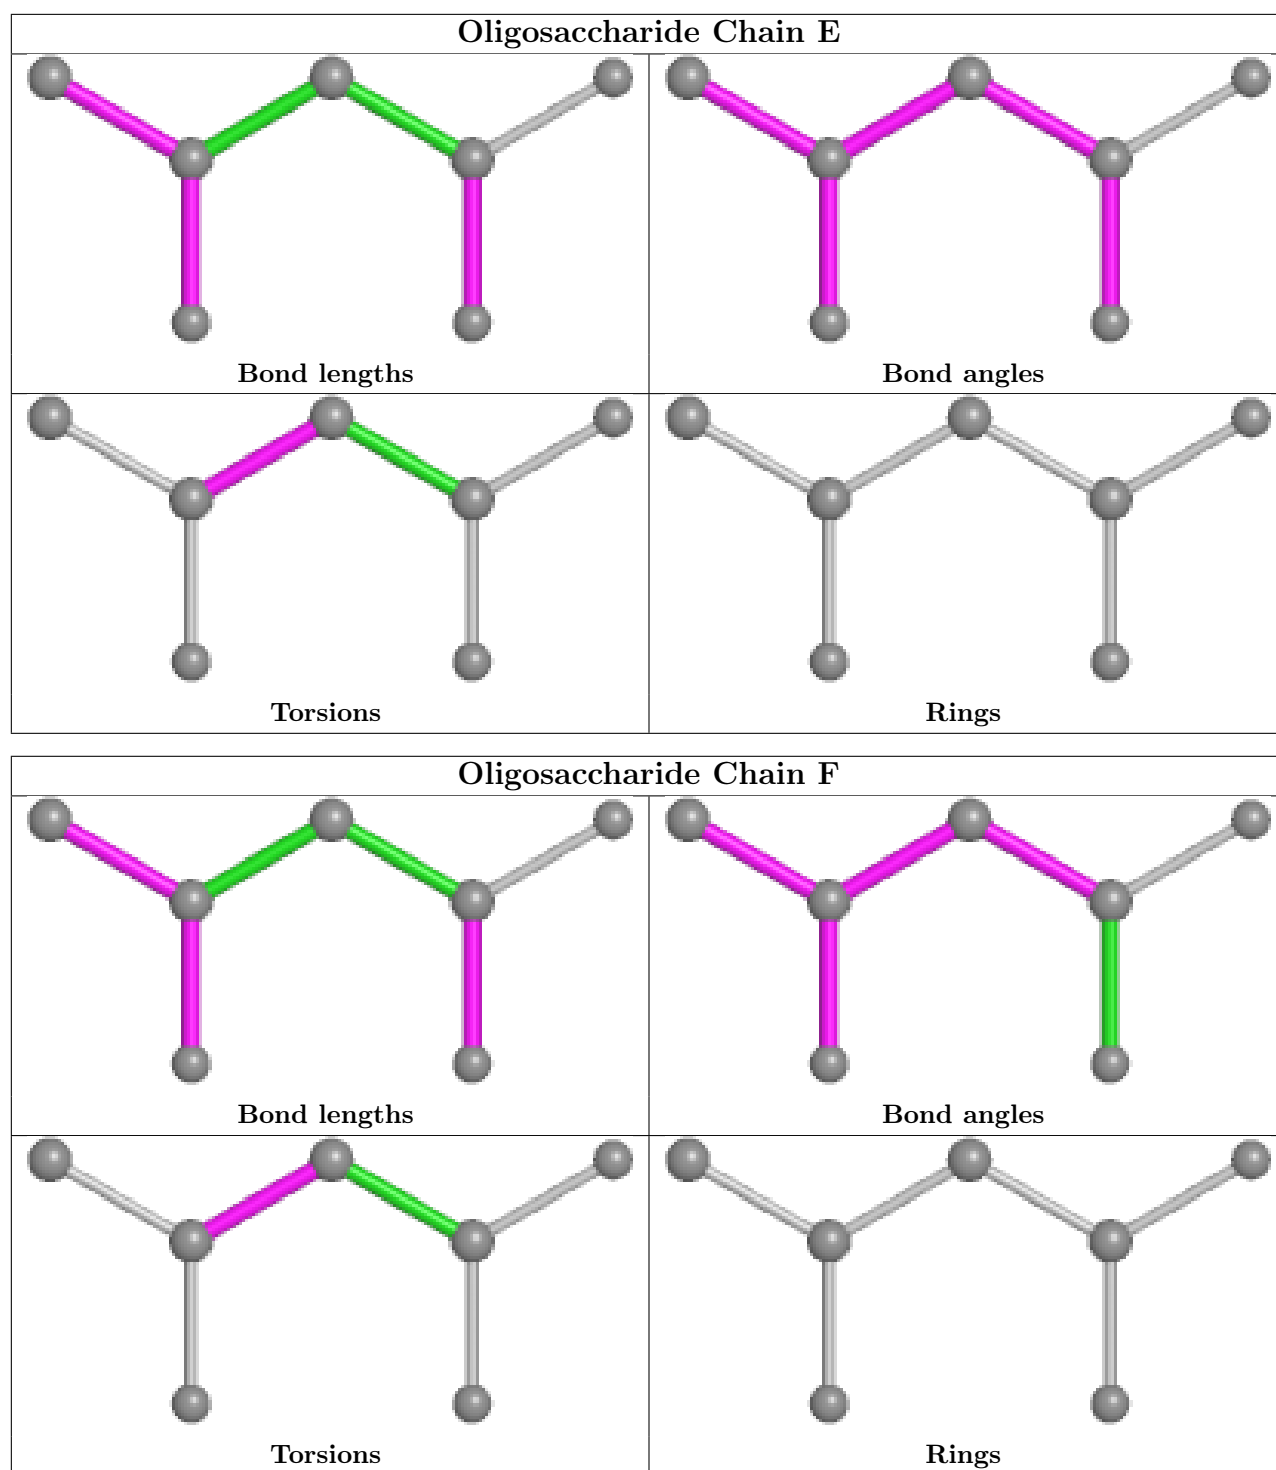 Oligosaccharide Chain E
Bond lengths
Bond angles
Torsions
Rings
Oligosaccharide Chain F
Bond lengths
Bond angles
Torsions
Rings